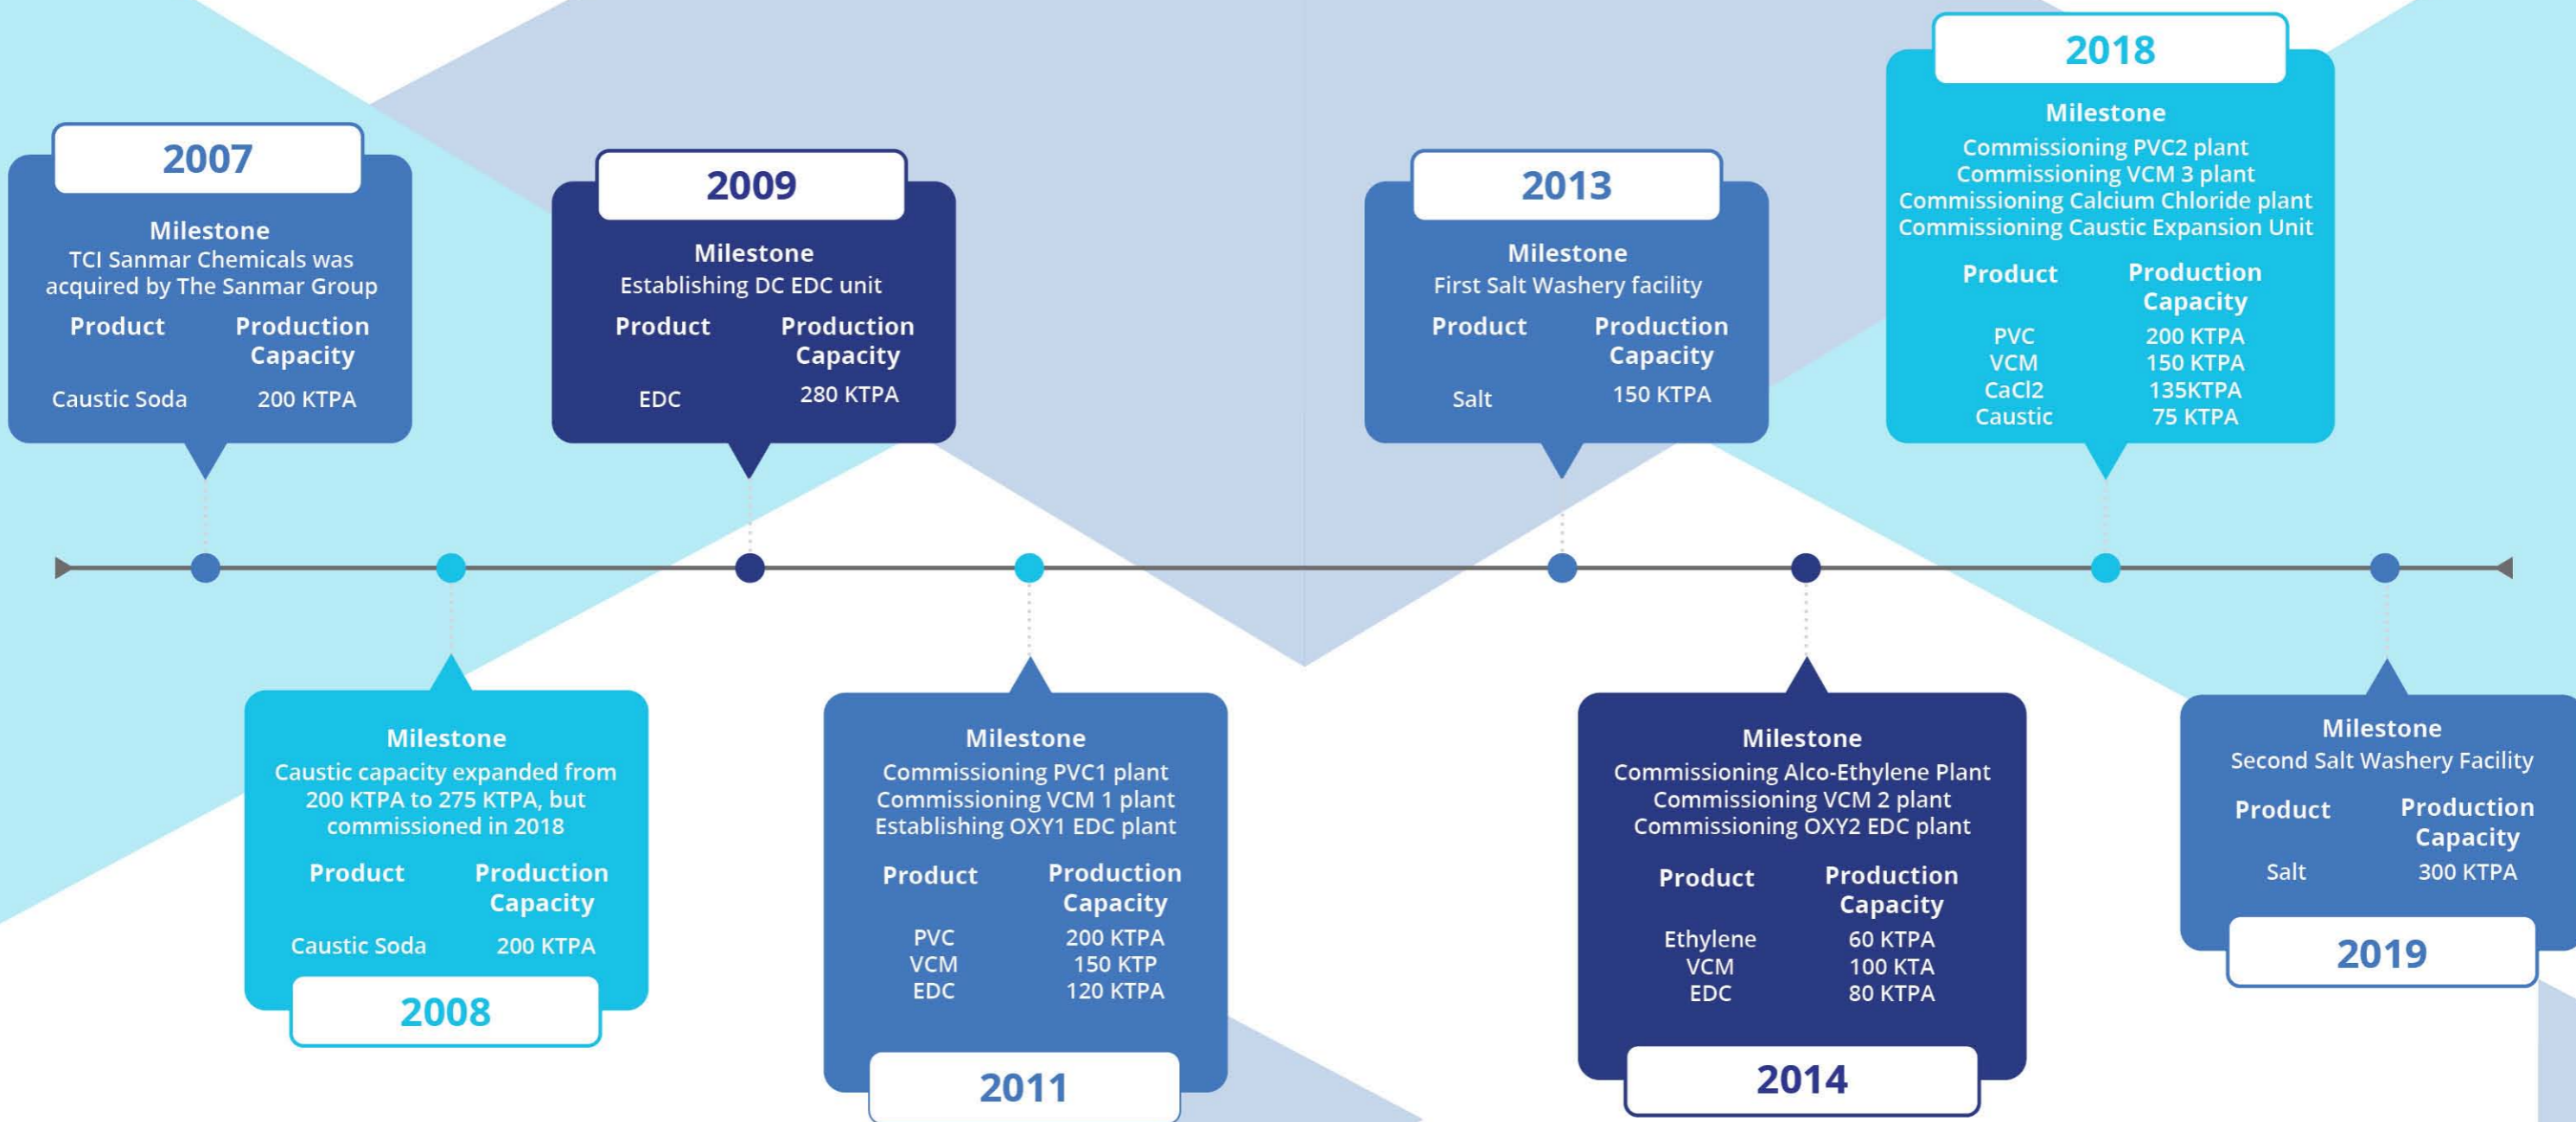 2007
Milestone
TCI Sanmar Chemicals was
acquired by The Sanmar Group
Product Production
Capacity
Caustic Soda 200 KTPA
Milestone
Caustic capacity expanded from
200 KTPA to 275 KTPA, but
commissioned in 2018
Product Production
Capacity
Caustic Soda 200 KTPA
2008
2009
Milestone
Establishing DC EDC unit
Product Production
Capacity
EDC 280 KTPA
Milestone
Commissioning PVC1 plant
Commissioning VCM 1 plant
Establishing OXY1 EDC plant
Product Production
Capacity
PVC 200 KTPA
VCM 150 KTP
EDC 120 KTPA
2011
2013
Milestone
First Salt Washery facility
Product Production
Capacity
Salt 150 KTPA
Milestone
Commissioning Alco-Ethylene Plant
Commissioning VCM 2 plant
Commissioning OXY2 EDC plant
Product Production
Capacity
Ethylene 60 KTPA
VCM 100 KTA
EDC 80 KTPA
2014
2018
Milestone
Commissioning PVC2 plant
Commissioning VCM 3 plant
Commissioning Calcium Chloride plant
Commissioning Caustic Expansion Unit
Product Production
Capacity
PVC 200 KTPA
VCM 150 KTPA
CaCl2 135KTPA
Caustic 75 KTPA
Milestone
Second Salt Washery Facility
Product Production
Capacity
Salt 300 KTPA
2019